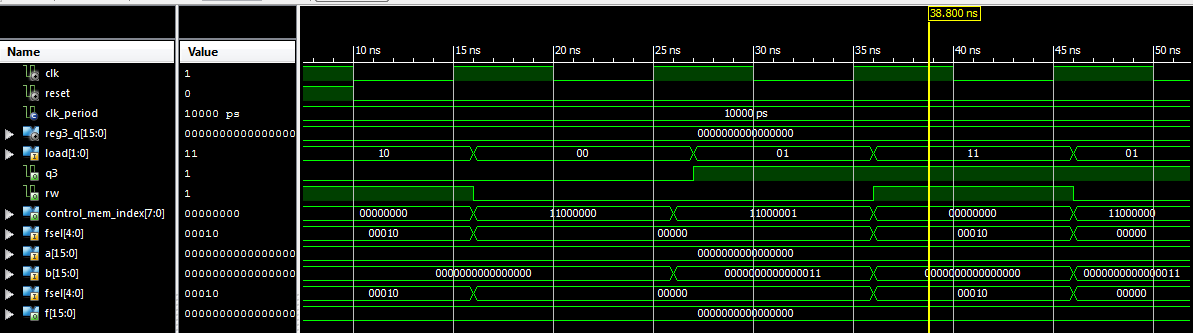 38.800 ns
Name Value
10 ns 15 ns 20 ns 25 ns 30 ns 35 ns 40 ns 45 ns 50 ns
clk 1
reset 0
clk_period 10000 ps 10000 ps
reg3_q[15:0] 0000000000000000 0000000000000000
load[1:0] 11 10 00 01 11 01
q3 1
rw 1
control_mem_index[7:0] 00000000 00000000 11000000 11000001 00000000 11000000
fsel[4:0] 00010 00010 00000 00010 00000
a[15:0] 0000000000000000 0000000000000000
b[15:0] 0000000000000000 0000000000000000 0000000000000011 0000000000000000 0000000000000011
fsel[4:0] 00010 00010 00000 00010 00000
f[15:0] 0000000000000000 0000000000000000